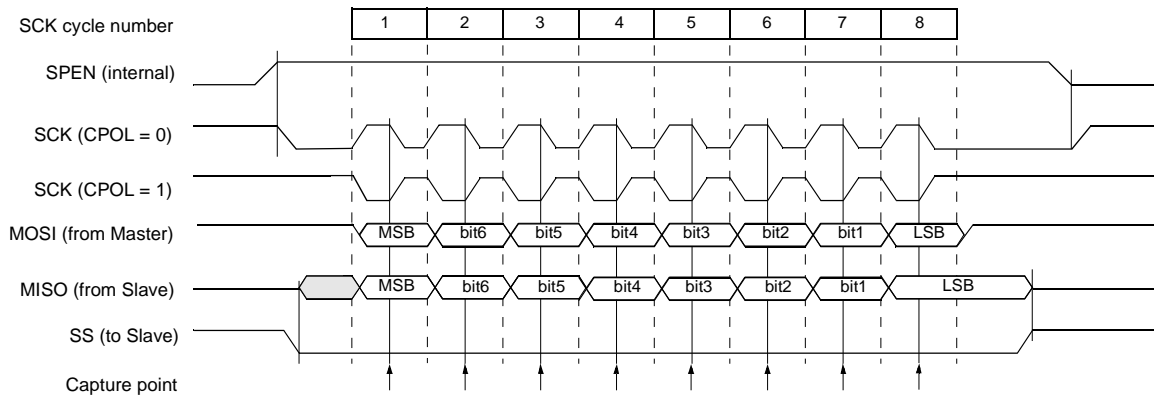 SCK cycle number 1 2 3 4 5 6 7 8
SPEN (internal)
SCK (CPOL = 0)
SCK (CPOL = 1)
MOSI (from Master) MSB bit6 bit5 bit4 bit3 bit2 bit1 LSB
MISO (from Slave) MSB bit6 bit5 bit4 bit3 bit2 bit1 LSB
SS (to Slave)
Capture point